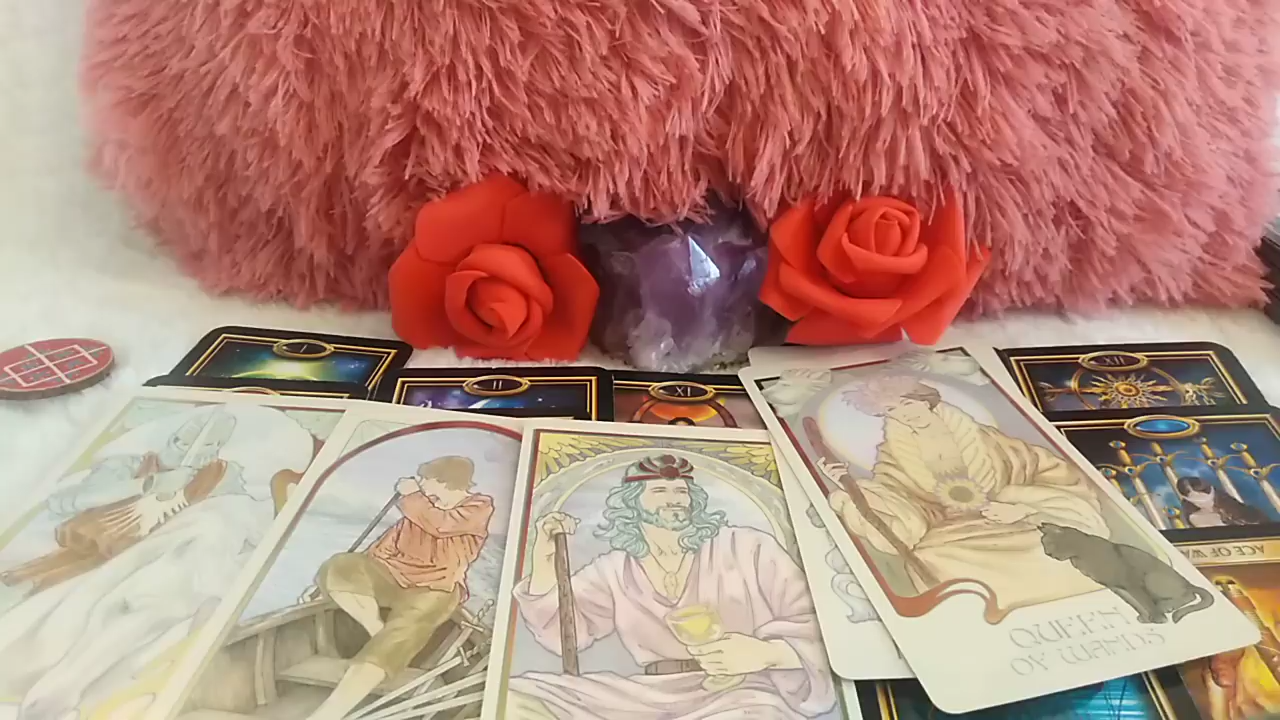 I
II
XI
XII
QUEEN
OF WANDS
ACE OF WA